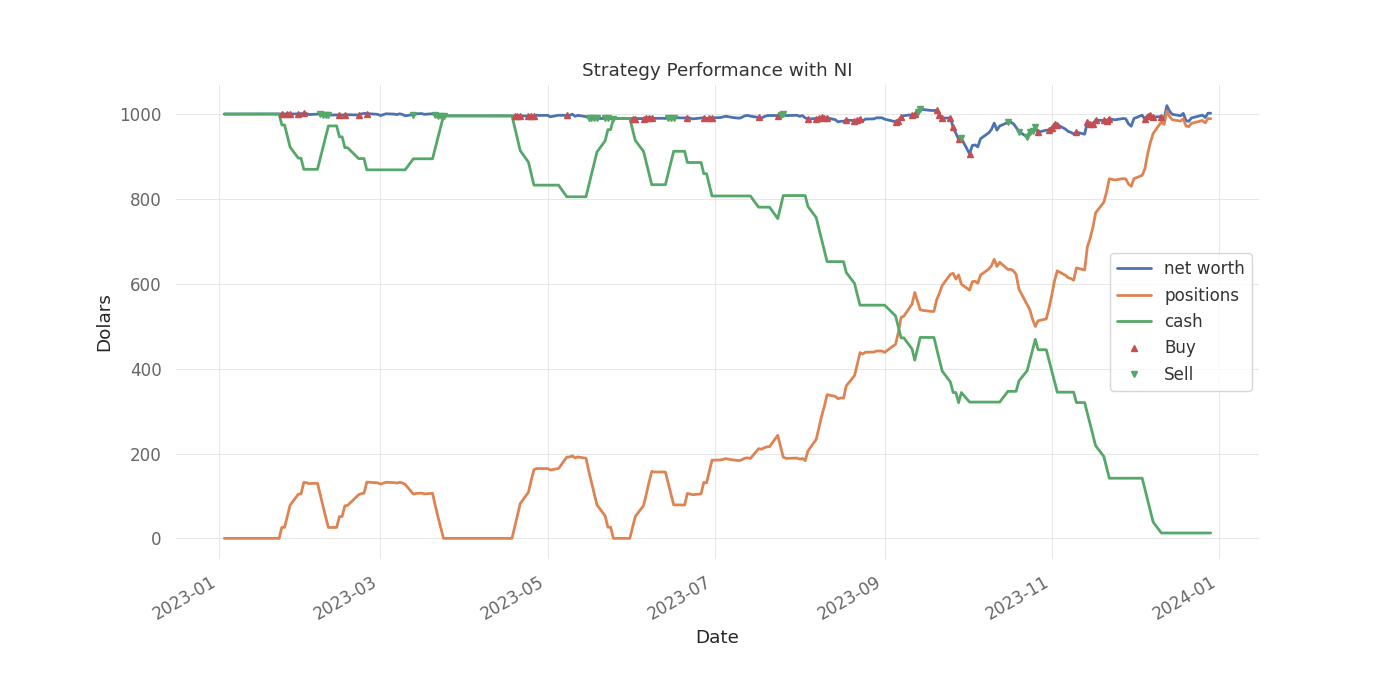 Strategy Performance with NI
1000
800
600
400
200
0
Dolars
net worth
positions
cash
Buy
Sell
2023-01
2023-03
2023-05
2023-07
2023-09
2023-11
2024-01
Date